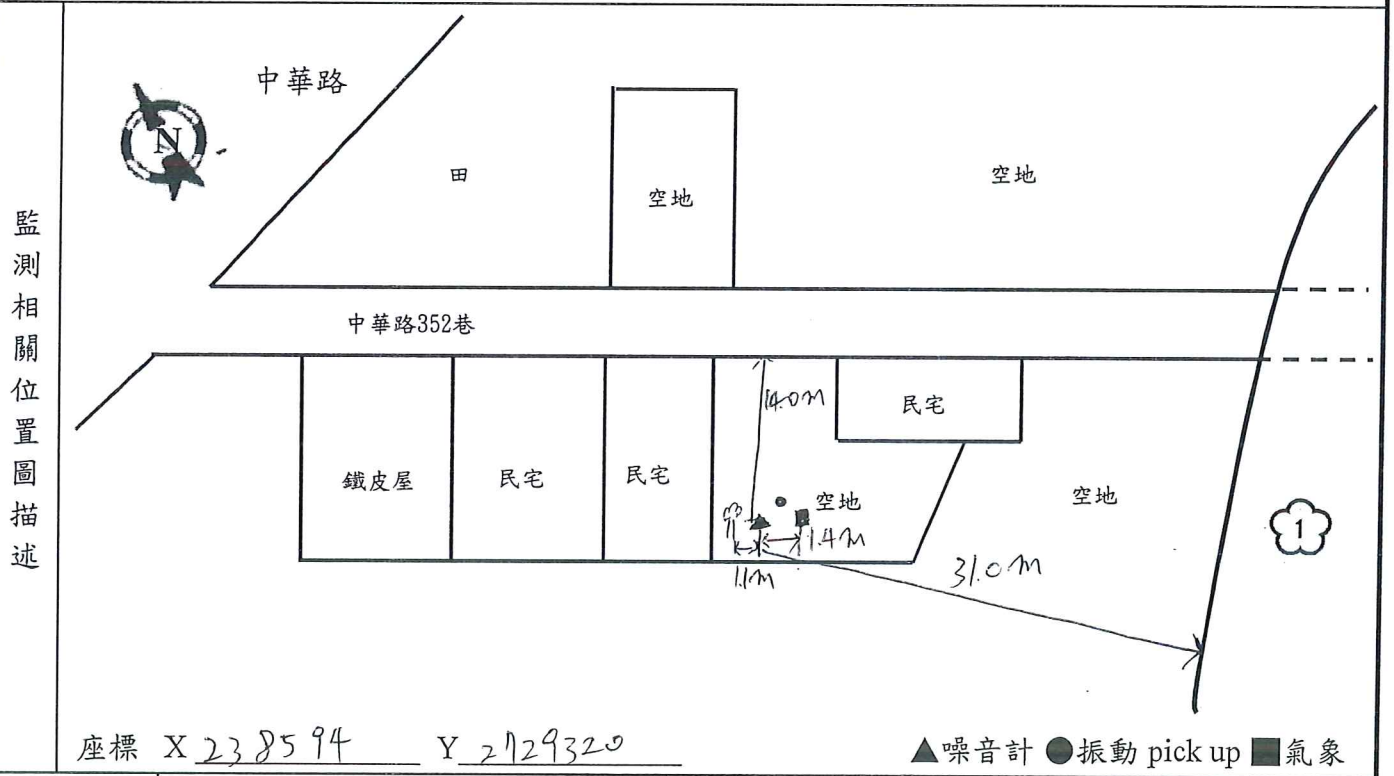 監測相關位置圖描述
中華路
N
田
空地
空地
中華路352巷
14.0m
鐵皮屋
民宅
民宅
民宅
空地
空地
1
1.4m
1.1m
31.0m
座標 X 238594 Y 2729320
▲噪音計 ●振動 pick up ■氣象